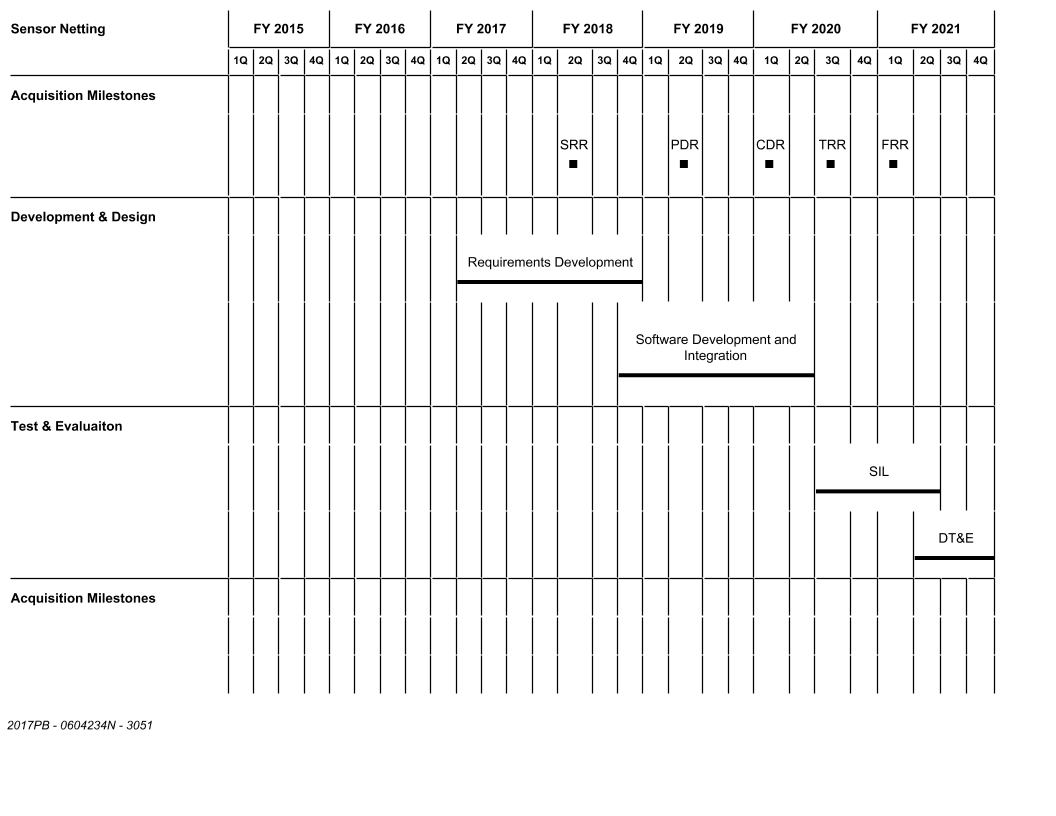 Sensor Netting FY 2015 FY 2016 FY 2017 FY 2018 FY 2019 FY 2020 FY 2021
1Q 2Q 3Q 4Q 1Q 2Q 3Q 4Q 1Q 2Q 3Q 4Q 1Q 2Q 3Q 4Q 1Q 2Q 3Q 4Q 1Q 2Q 3Q 4Q 1Q 2Q 3Q 4Q
Acquisition Milestones
SRR PDR CDR TRR FRR
Development & Design
Requirements Development
Software Development and
Integration
Test & Evaluaiton
SIL
DT&E
Acquisition Milestones
2017PB - 0604234N - 3051